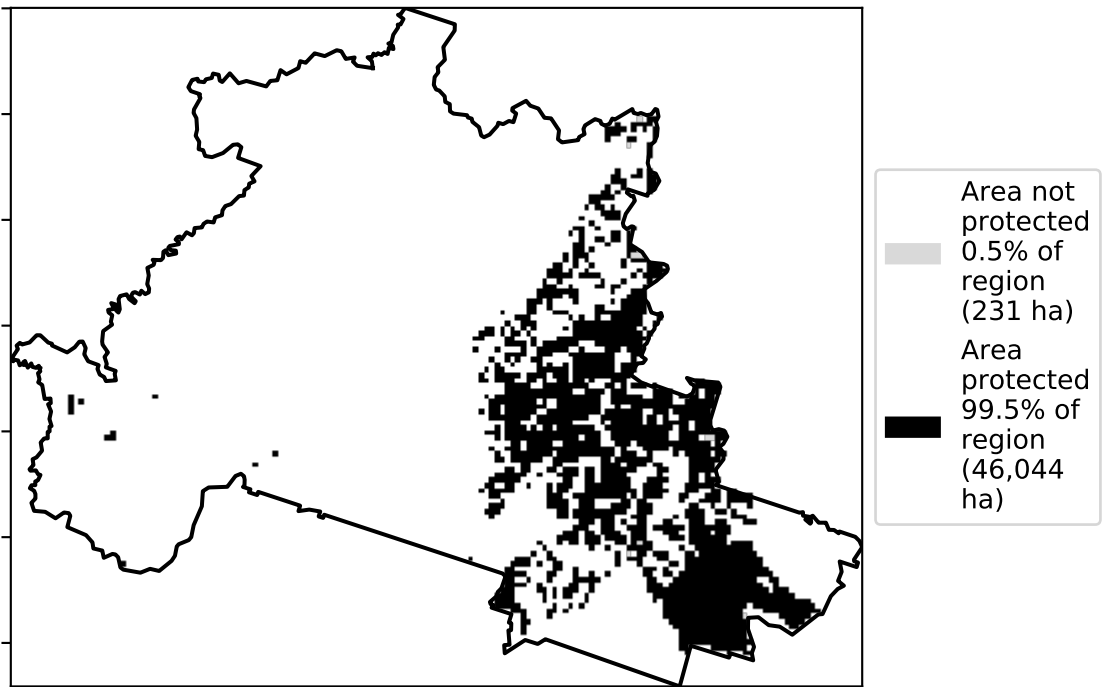 Area not
protected
0.5% of
region
(231 ha)
Area
protected
99.5% of
region
(46,044
ha)